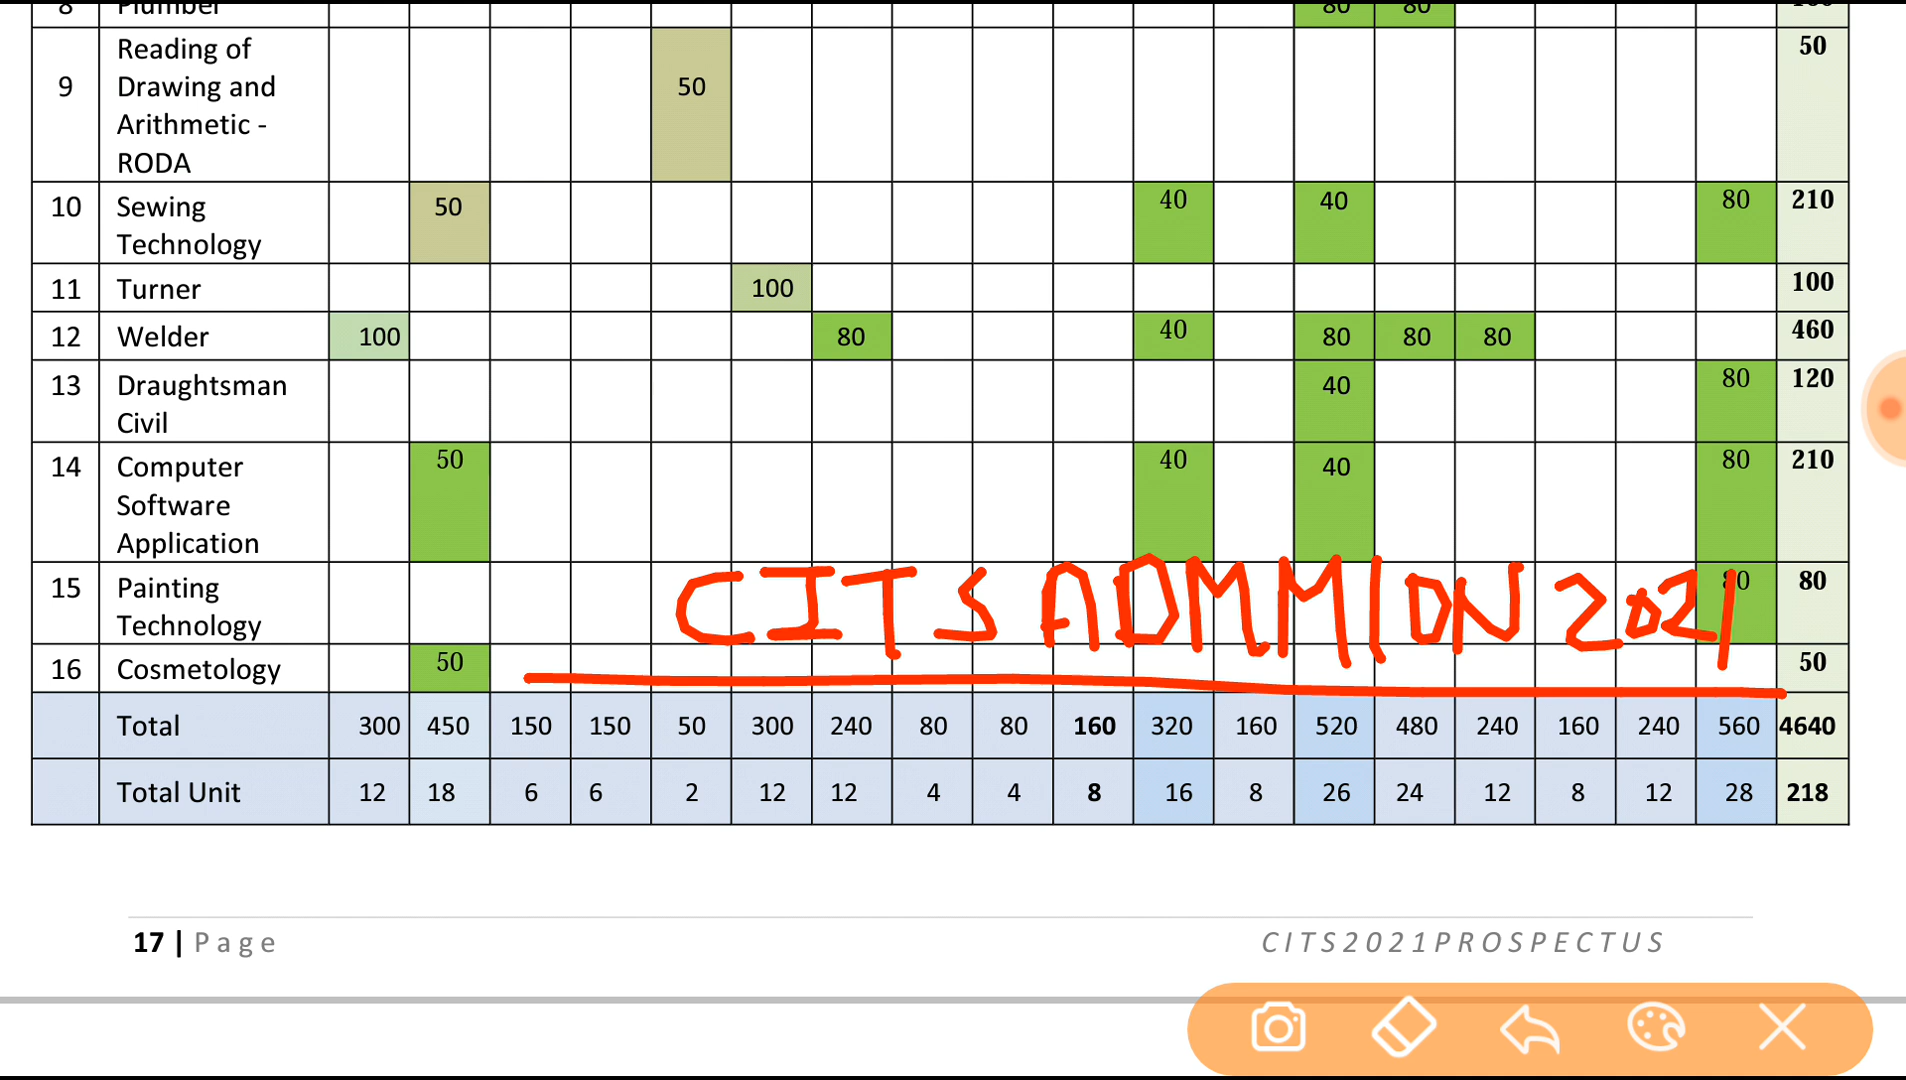 8 Plumber 80 80 160
9 Reading of Drawing and Arithmetic - RODA 50 50
10 Sewing Technology 50 40 40 80 210
11 Turner 100 100
12 Welder 100 80 40 80 80 80 460
13 Draughtsman Civil 40 80 120
14 Computer Software Application 50 40 40 80 210
15 Painting Technology 80 80
CITS ADMMION 2021
16 Cosmetology 50 50
Total 300 450 150 150 50 300 240 80 80 160 320 160 520 480 240 160 240 560 4640
Total Unit 12 18 6 6 2 12 12 4 4 8 16 8 26 24 12 8 12 28 218
17 | Page
CITS2021PROSPECTUS